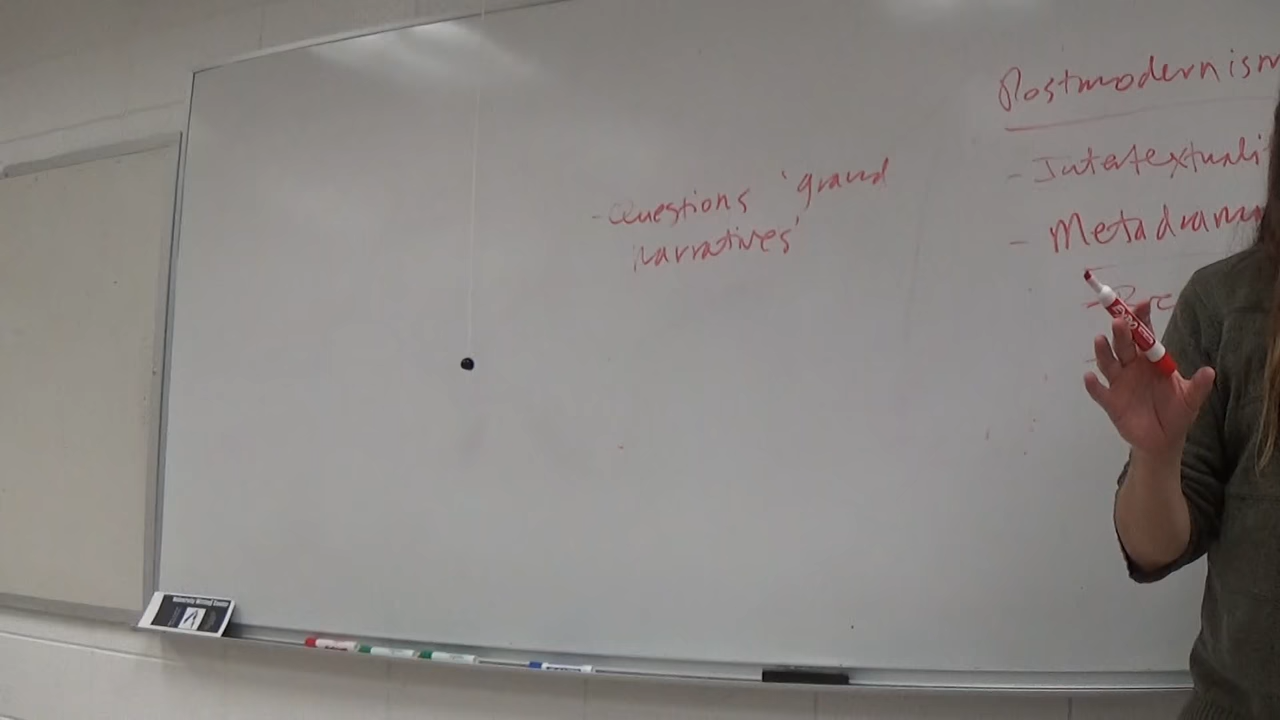 Postmodernism
- Intertextuali
- Metadram
- Questions 'grand
narratives'